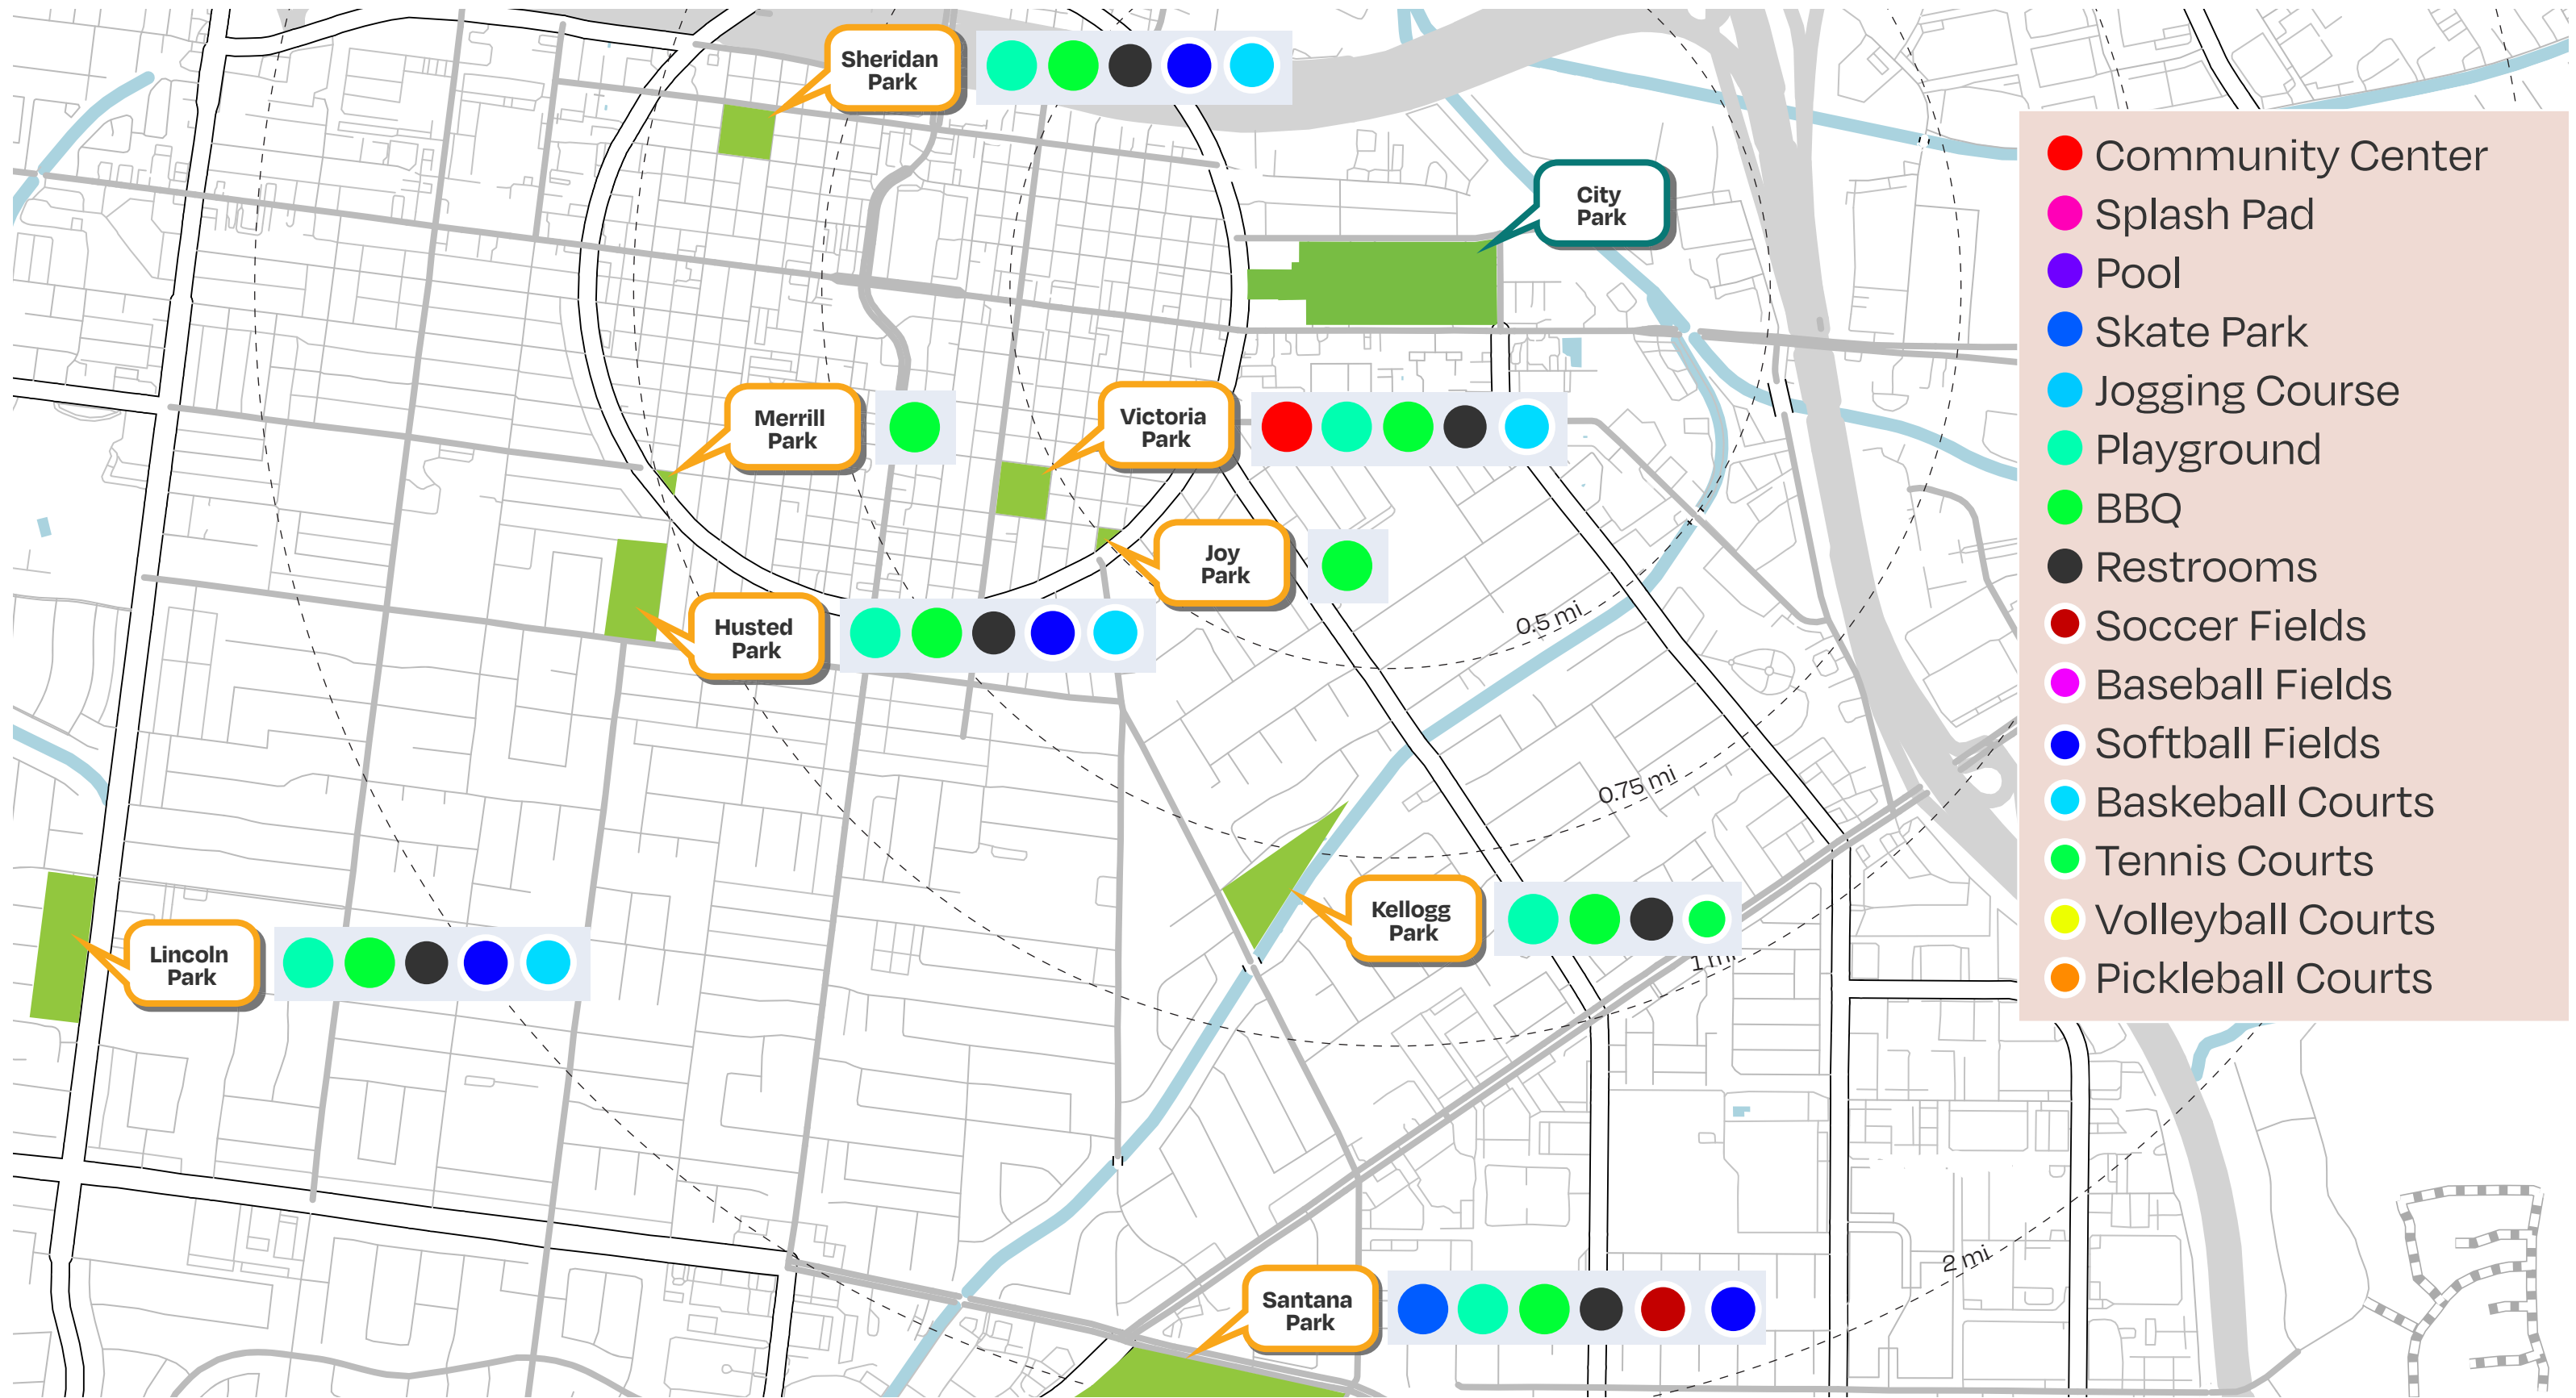 Sheridan
Park
City
Park
Merrill
Park
Victoria
Park
Joy
Park
Husted
Park
0.5 mi
0.75 mi
Kellogg
Park
1 mi
Lincoln
Park
2 mi
Santana
Park
Community Center
Splash Pad
Pool
Skate Park
Jogging Course
Playground
BBQ
Restrooms
Soccer Fields
Baseball Fields
Softball Fields
Baskeball Courts
Tennis Courts
Volleyball Courts
Pickleball Courts